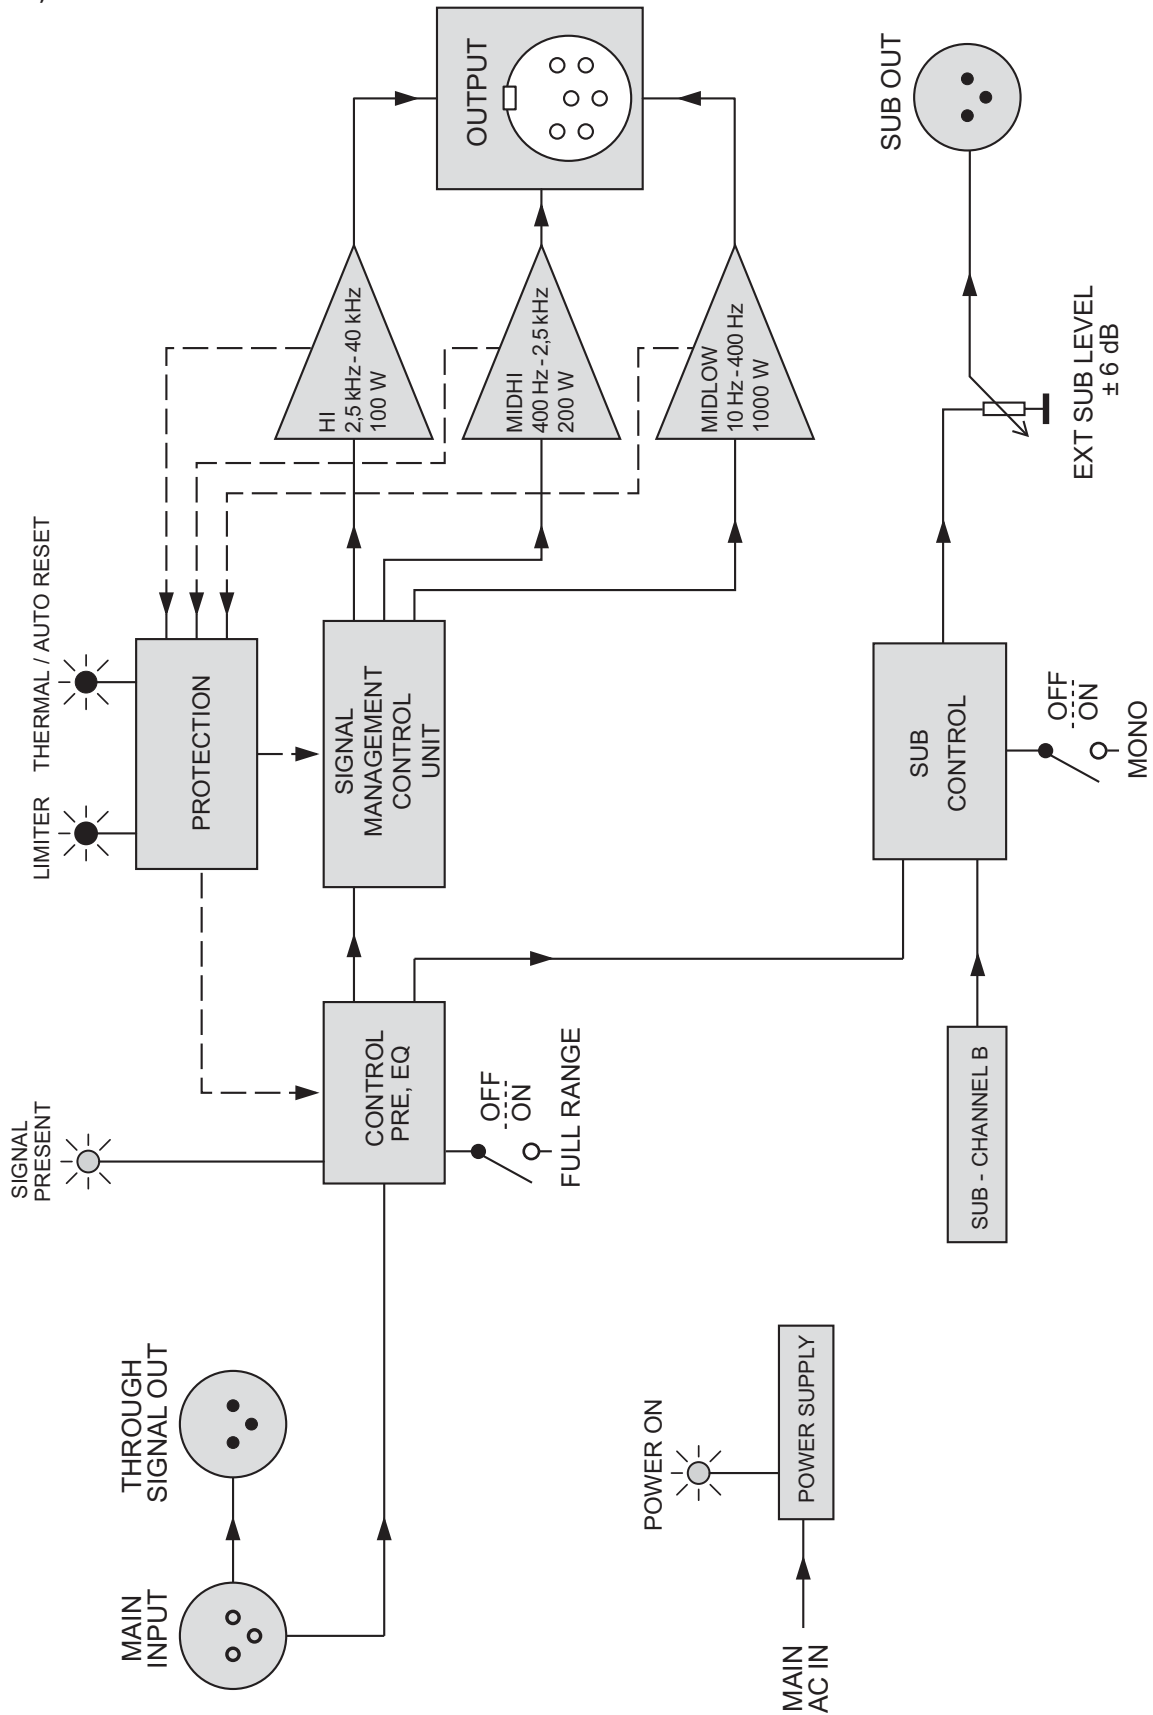 MAIN
INPUT
THROUGH
SIGNAL OUT
SIGNAL
PRESENT
LIMITER
THERMAL / AUTO RESET
PROTECTION
CONTROL
PRE, EQ
OFF
ON
FULL RANGE
SIGNAL
MANAGEMENT
CONTROL
UNIT
HI
2,5 kHz - 40 kHz
100 W
MIDHI
400 Hz - 2,5 kHz
200 W
MIDLOW
10 Hz - 400 Hz
1000 W
OUTPUT
MAIN
AC IN
POWER ON
POWER SUPPLY
SUB - CHANNEL B
SUB
CONTROL
OFF
ON
MONO
EXT SUB LEVEL
± 6 dB
SUB OUT